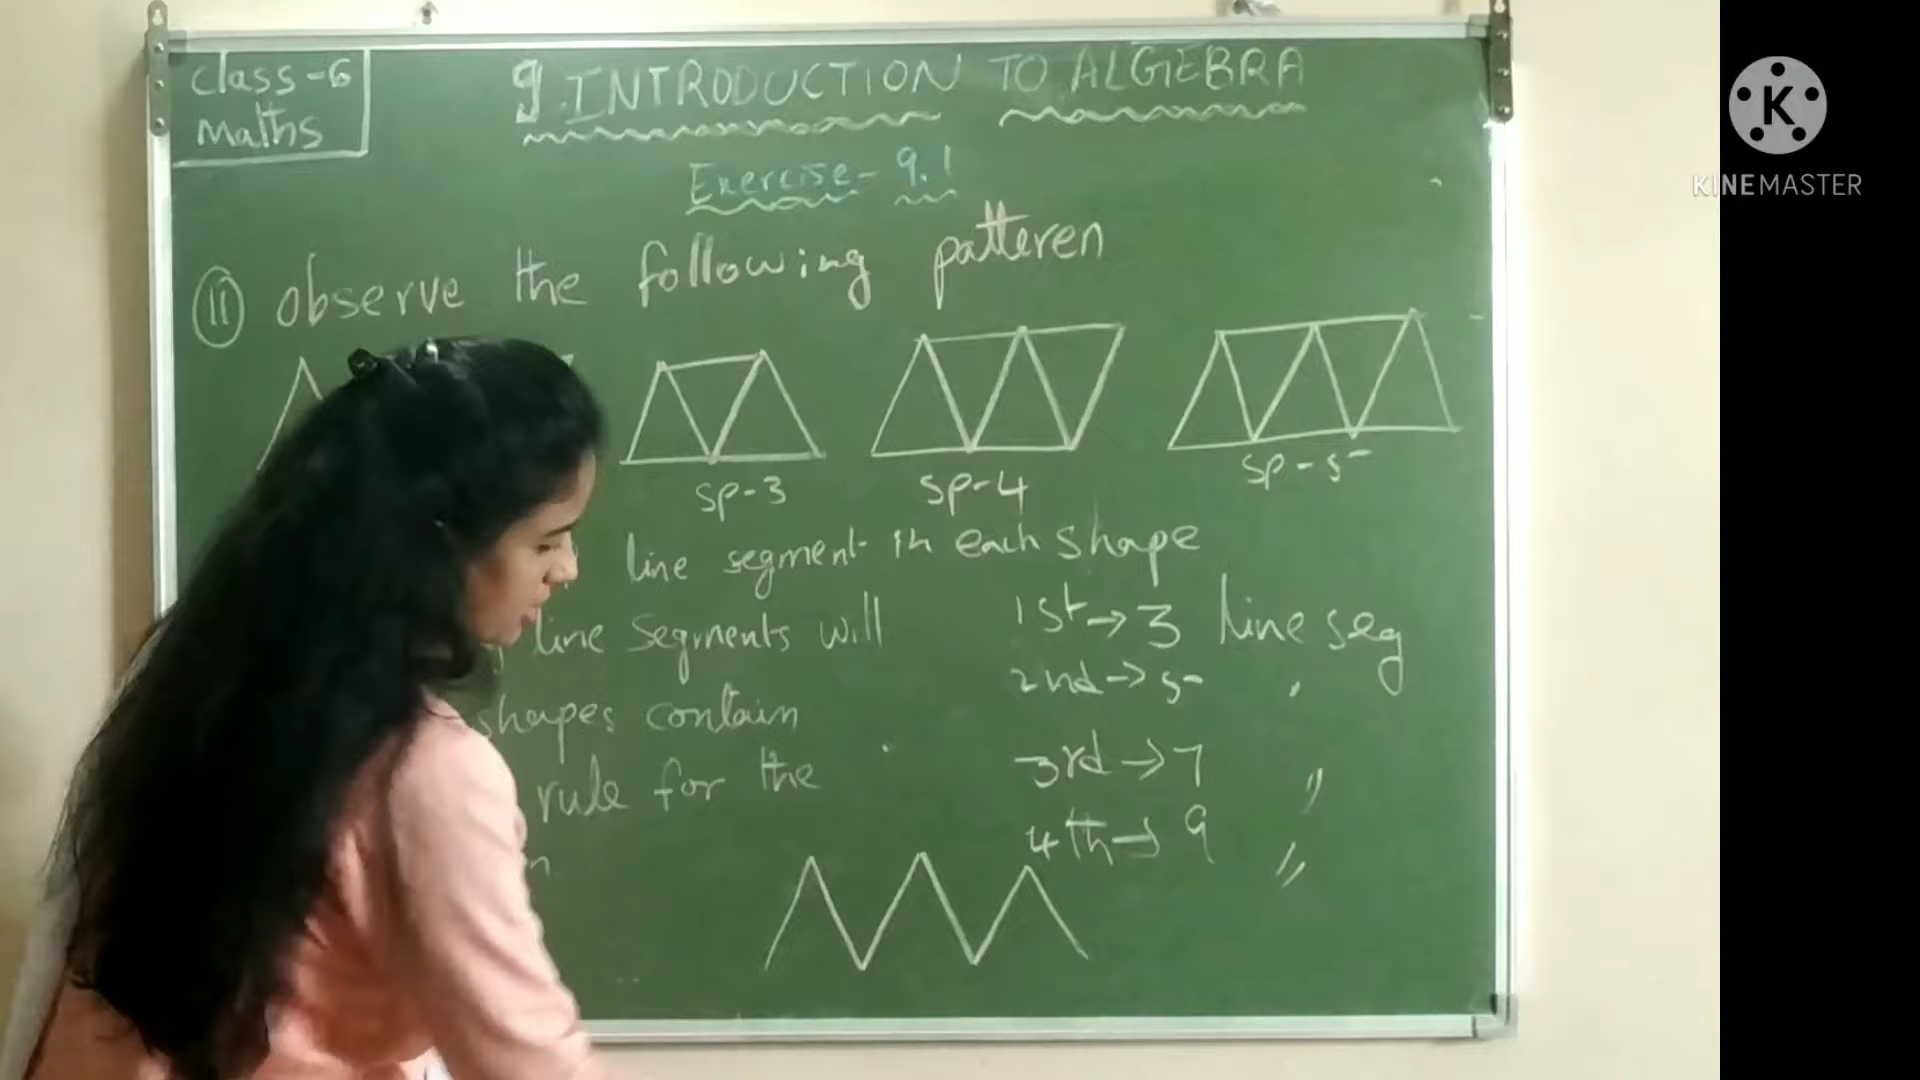 class-6
Maths
9. INTRODUCTION TO ALGEBRA
Exercise - 9.1
11 observe the following patteren
sp-3 sp-4 sp-5
line segment in each shape
line segments will
shapes contain
rule for the
1st → 3 line seg
2nd → 5 "
3rd → 7 "
4th → 9 "
K
KINEMASTER